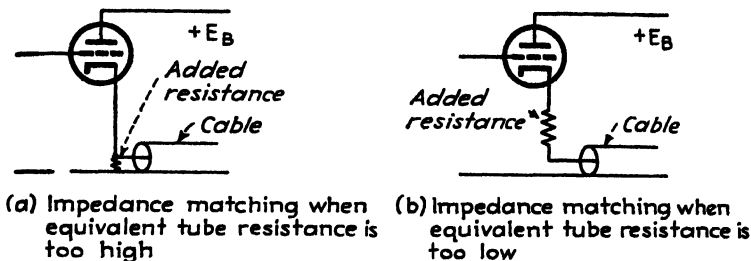 +E_B
Added
resistance
Cable
(a) Impedance matching when
equivalent tube resistance is
too high
+E_B
Added
resistance
Cable
(b) Impedance matching when
equivalent tube resistance is
too low